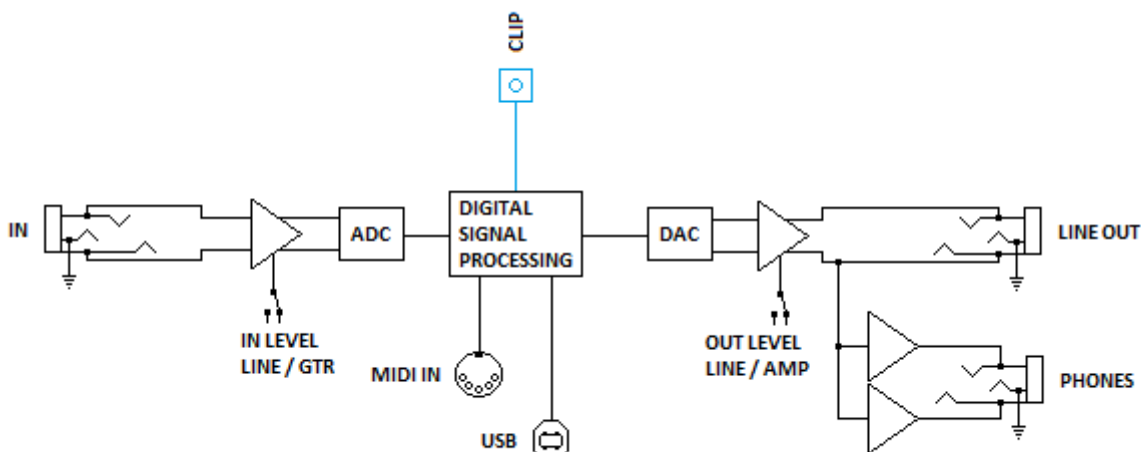 CLIP
IN
ADC
DIGITAL
SIGNAL
PROCESSING
DAC
LINE OUT
IN LEVEL
LINE / GTR
MIDI IN
OUT LEVEL
LINE / AMP
PHONES
USB